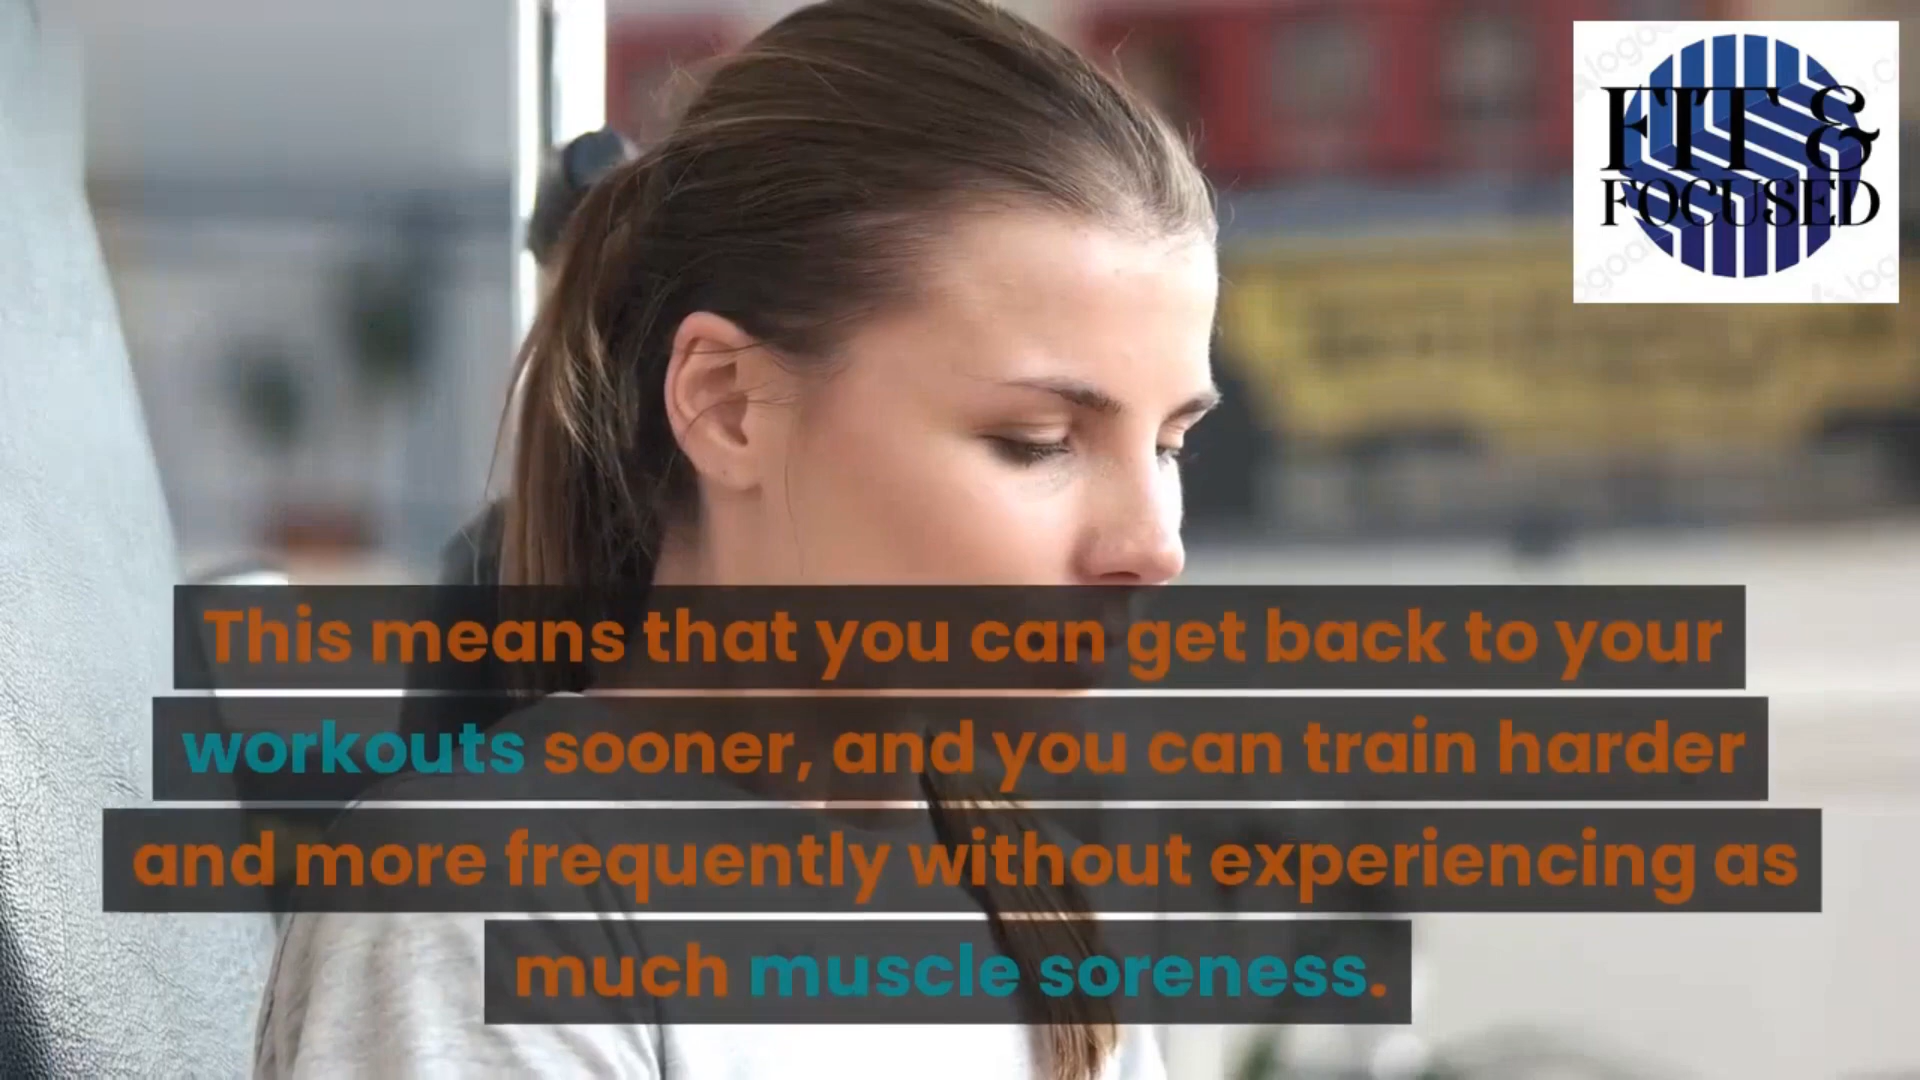 FIT &
FOCUSED
This means that you can get back to your
workouts sooner, and you can train harder
and more frequently without experiencing as
much muscle soreness.